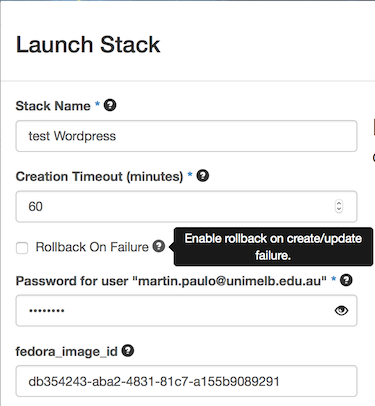 Launch Stack
Stack Name *
test Wordpress
Creation Timeout (minutes) *
60
Rollback On Failure
Enable rollback on create/update
failure.
Password for user "martin.paulo@unimelb.edu.au" *
••••••••
fedora_image_id
db354243-aba2-4831-81c7-a155b9089291